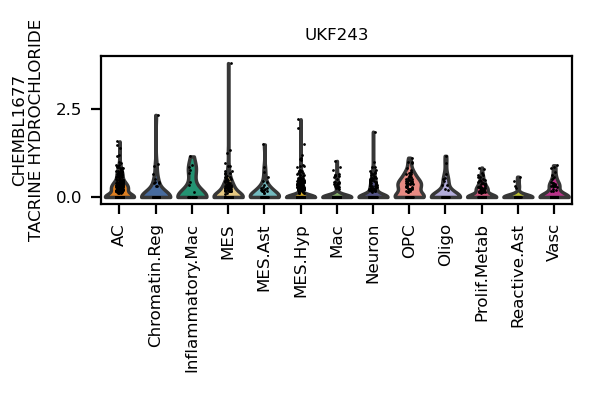 UKF243
CHEMBL1677
TACRINE HYDROCHLORIDE
2.5
0.0
AC
Chromatin.Reg
Inflammatory.Mac
MES
MES.Ast
MES.Hyp
Mac
Neuron
OPC
Oligo
Prolif.Metab
Reactive.Ast
Vasc